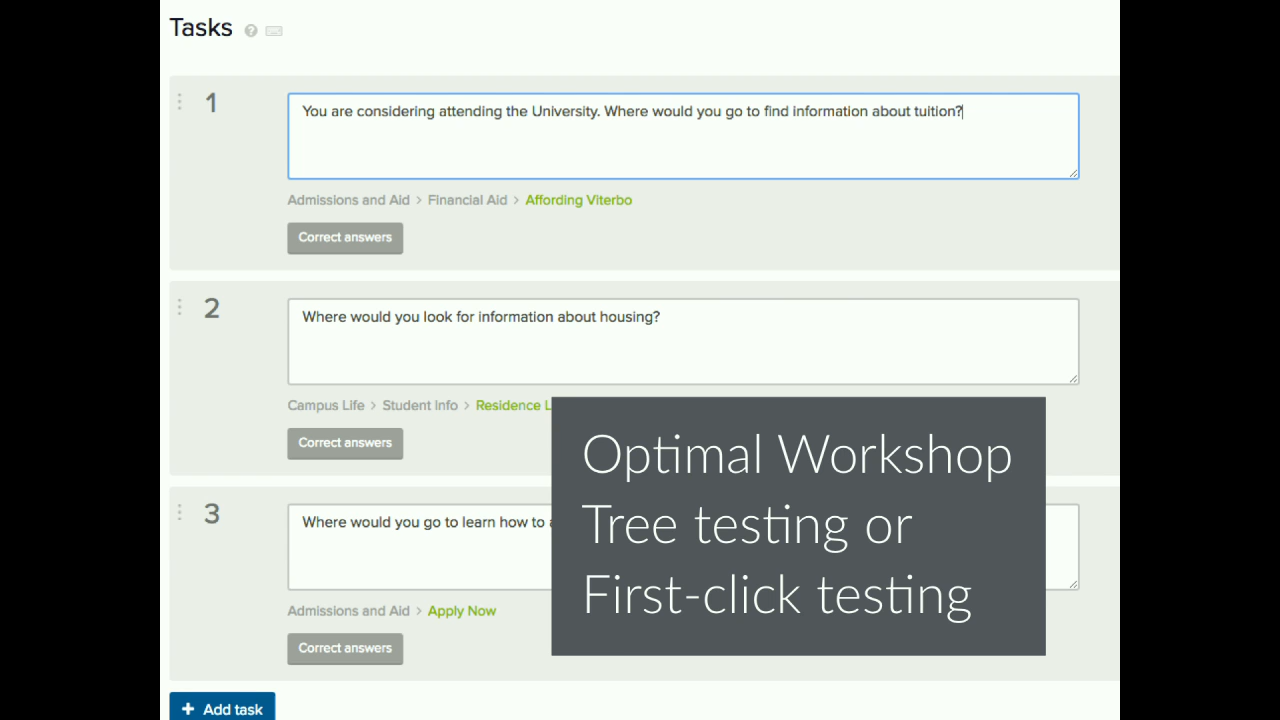 Tasks
1
You are considering attending the University. Where would you go to find information about tuition?
Admissions and Aid > Financial Aid > Affording Viterbo
Correct answers
2
Where would you look for information about housing?
Campus Life > Student Info > Residence
Correct answers
3
Where would you go to learn how to
Admissions and Aid > Apply Now
Correct answers
+ Add task
Optimal Workshop
Tree testing or
First-click testing